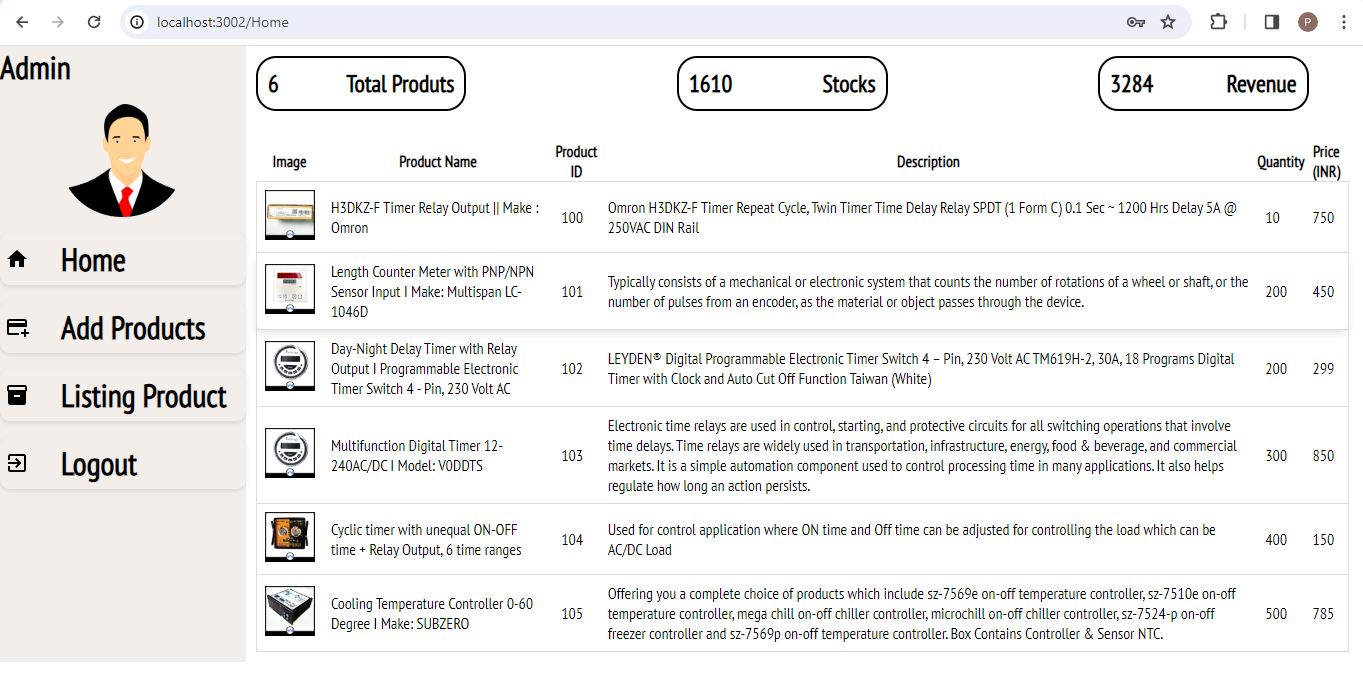 localhost:3002/Home
P
Admin
6 Total Produts
1610 Stocks
3284 Revenue
Home
Add Products
Listing Product
Logout
Image Product Name Product ID Description Quantity Price (INR)
H3DKZ-F Timer Relay Output || Make :
Omron
100
Omron H3DKZ-F Timer Repeat Cycle, Twin Timer Time Delay Relay SPDT (1 Form C) 0.1 Sec ~ 1200 Hrs Delay 5A @
250VAC DIN Rail
10
750
Length Counter Meter with PNP/NPN
Sensor Input I Make: Multispan LC-
1046D
101
Typically consists of a mechanical or electronic system that counts the number of rotations of a wheel or shaft, or the
number of pulses from an encoder, as the material or object passes through the device.
200
450
Day-Night Delay Timer with Relay
Output I Programmable Electronic
Timer Switch 4 - Pin, 230 Volt AC
102
LEYDEN® Digital Programmable Electronic Timer Switch 4 – Pin, 230 Volt AC TM619H-2, 30A, 18 Programs Digital
Timer with Clock and Auto Cut Off Function Taiwan (White)
200
299
Multifunction Digital Timer 12-
240AC/DC I Model: V0DDTS
103
Electronic time relays are used in control, starting, and protective circuits for all switching operations that involve
time delays. Time relays are widely used in transportation, infrastructure, energy, food & beverage, and commercial
markets. It is a simple automation component used to control processing time in many applications. It also helps
regulate how long an action persists.
300
850
Cyclic timer with unequal ON-OFF
time + Relay Output, 6 time ranges
104
Used for control application where ON time and Off time can be adjusted for controlling the load which can be
AC/DC Load
400
150
Cooling Temperature Controller 0-60
Degree I Make: SUBZERO
105
Offering you a complete choice of products which include sz-7569e on-off temperature controller, sz-7510e on-off
temperature controller, mega chill on-off chiller controller, microchill on-off chiller controller, sz-7524-p on-off
freezer controller and sz-7569p on-off temperature controller. Box Contains Controller & Sensor NTC.
500
785